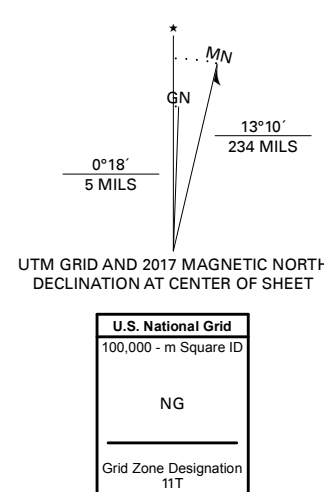 ★
MN
GN
13°10´
234 MILS
0°18´
5 MILS
UTM GRID AND 2017 MAGNETIC NORTH
DECLINATION AT CENTER OF SHEET
U.S. National Grid
100,000 - m Square ID
NG
Grid Zone Designation
11T